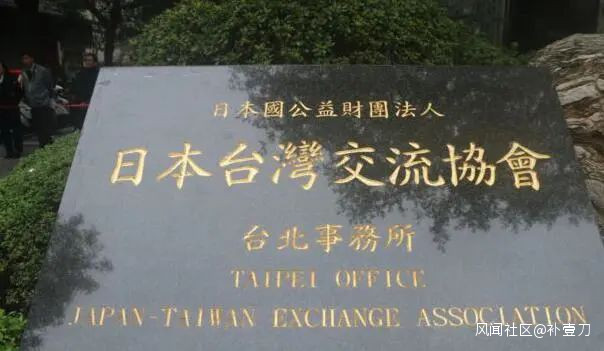 日本國公益財團法人
日本台灣交流協會
台北事務所
TAIPEI OFFICE
JAPAN-TAIWAN EXCHANGE ASSOCIATION
风闻社区@补壹刀